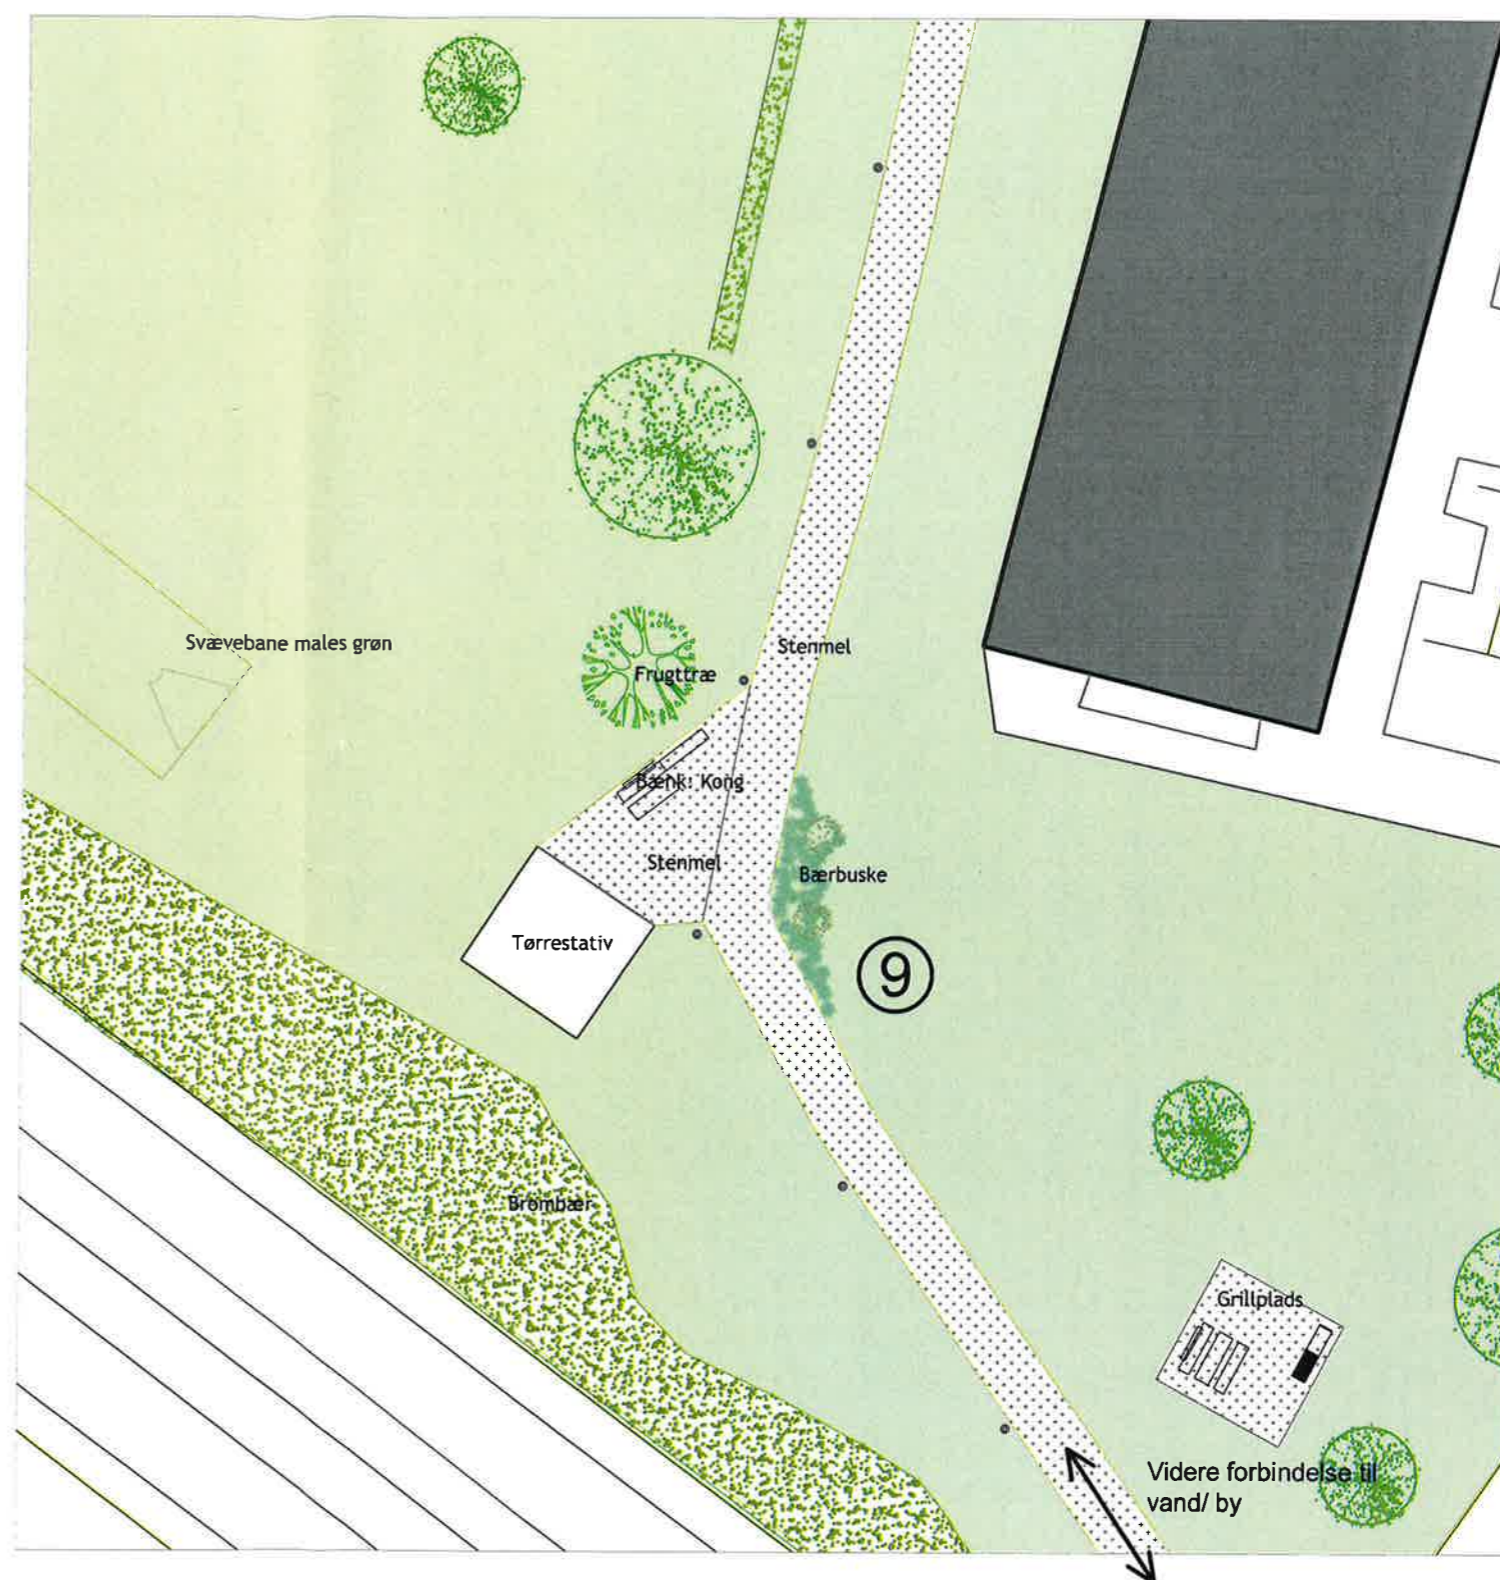 Svævebane males grøn
Stenmel
Frugttræ
Bænk: Kong
Stenmel
Bærbuske
Tørrestativ
9
Brombær
Grillplads
Videre forbindelse til
vand/ by